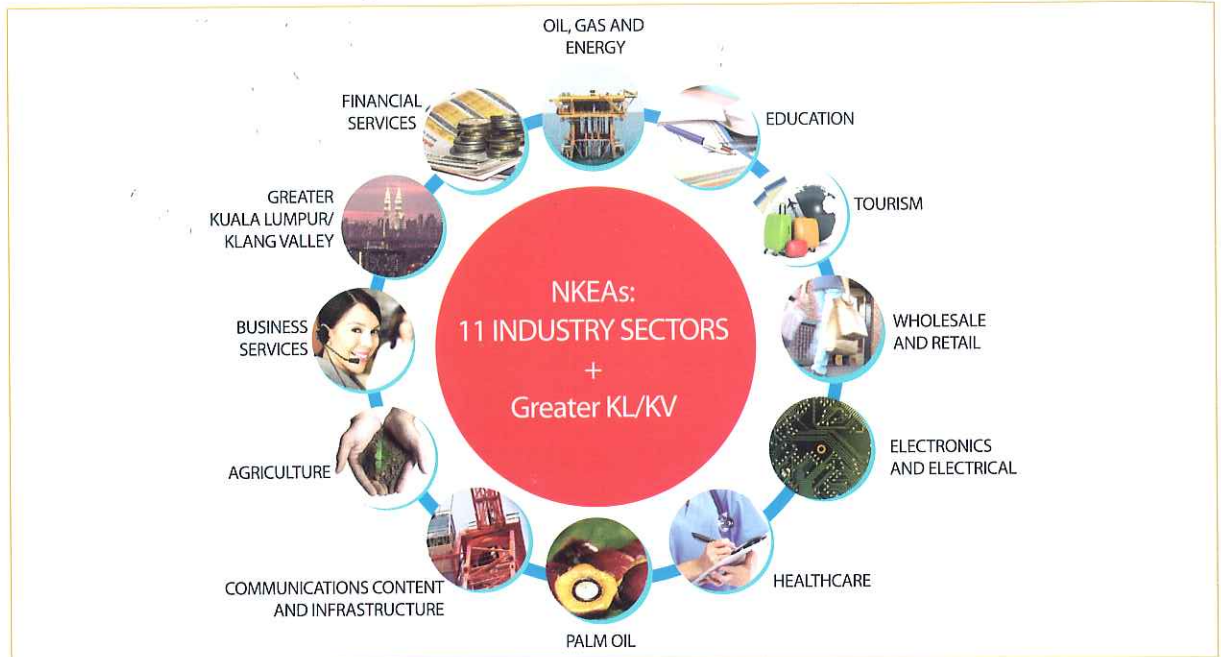 OIL, GAS AND
ENERGY
EDUCATION
TOURISM
WHOLESALE
AND RETAIL
ELECTRONICS
AND ELECTRICAL
HEALTHCARE
PALM OIL
COMMUNICATIONS CONTENT
AND INFRASTRUCTURE
AGRICULTURE
BUSINESS
SERVICES
GREATER
KUALA LUMPUR/
KLANG VALLEY
FINANCIAL
SERVICES
NKEAs:
11 INDUSTRY SECTORS
+
Greater KL/KV